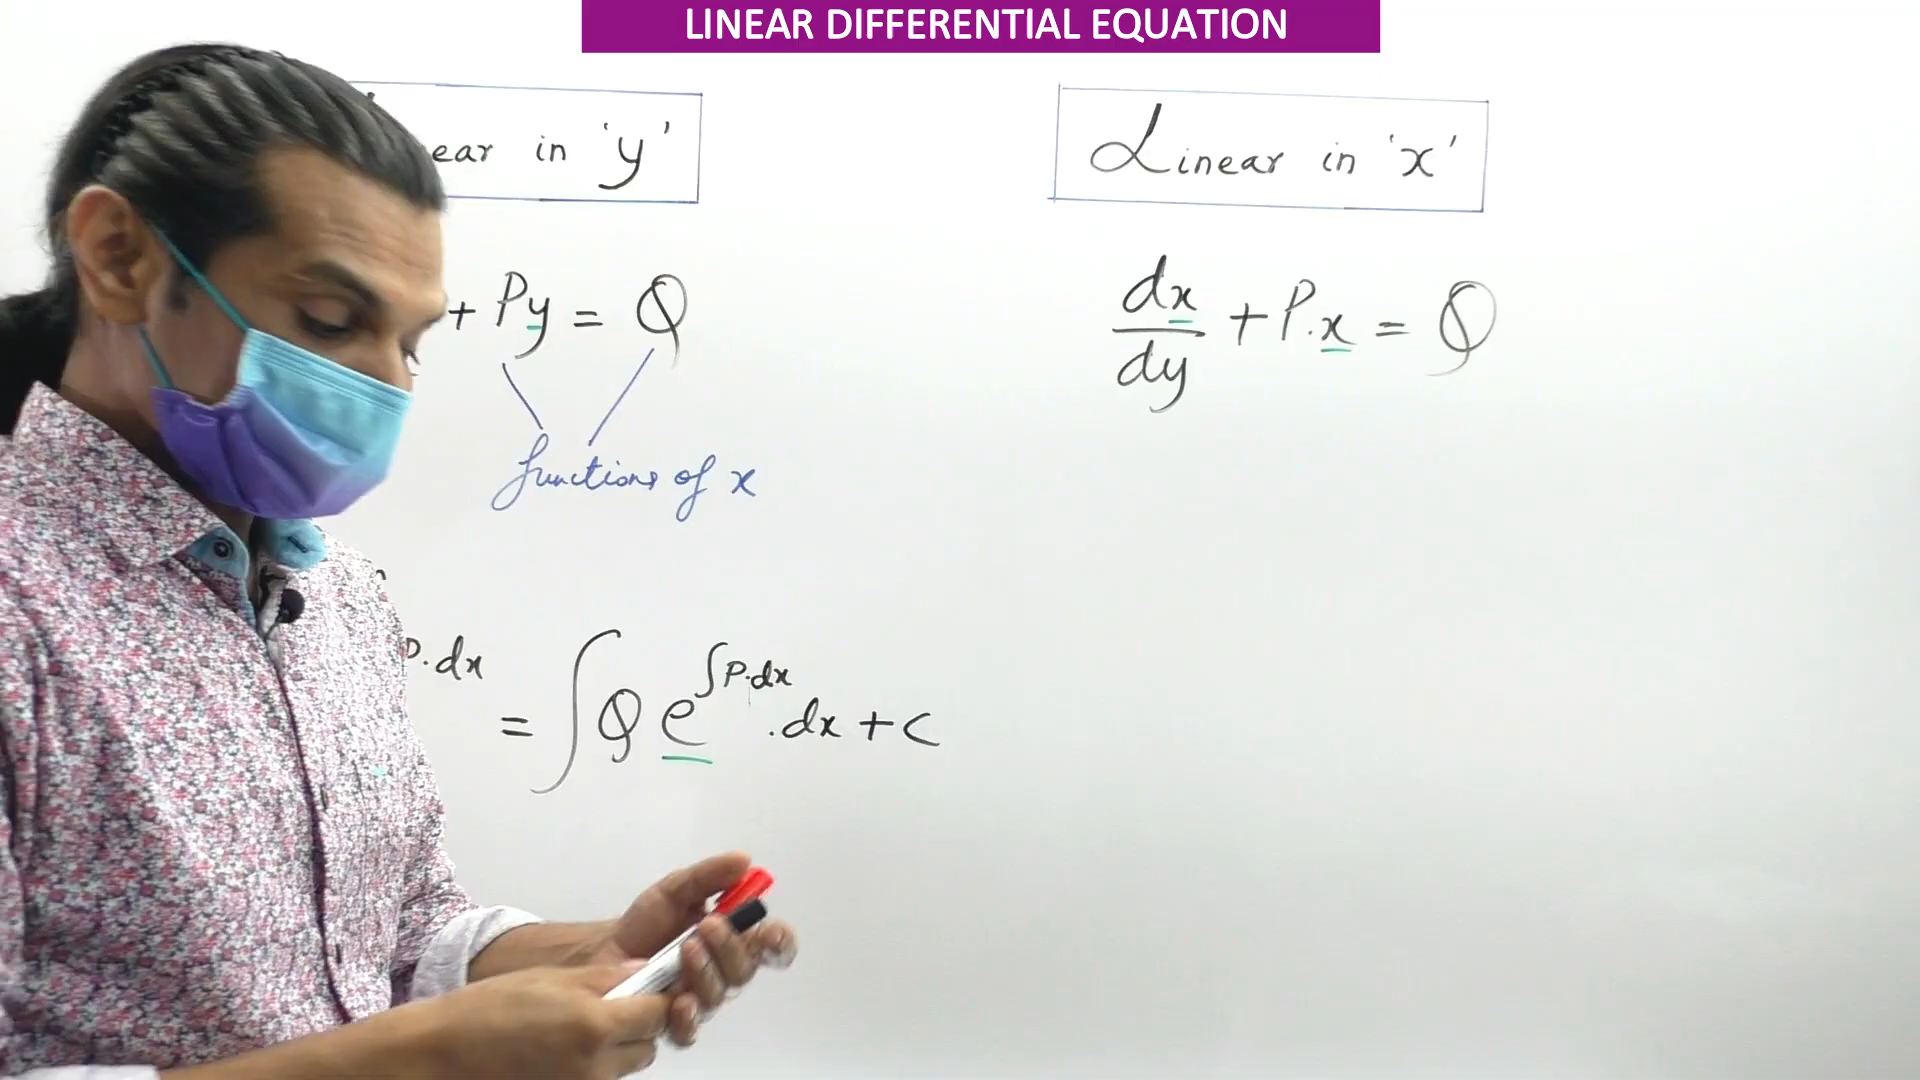 LINEAR DIFFERENTIAL EQUATION
ear in 'y'
+ Py = Q
functions of x
P.dx = ∫ Q e^∫P.dx .dx + c
Linear in 'x'
dx/dy + P.x = Q